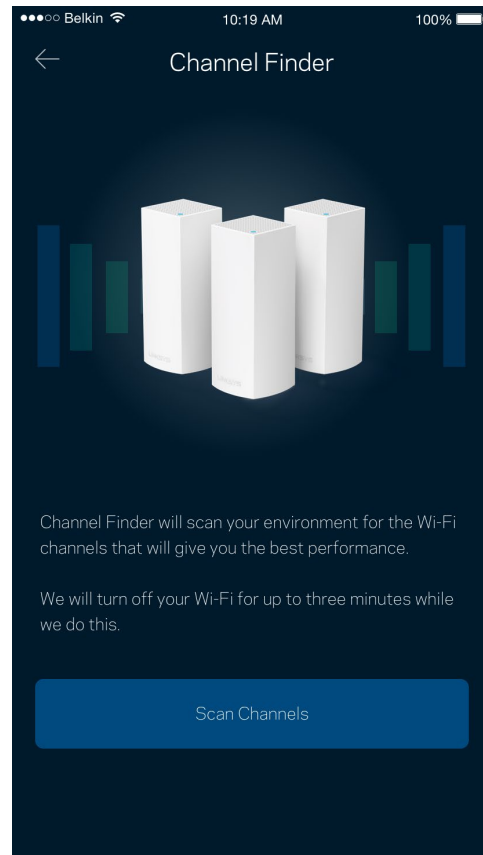 Belkin 10:19 AM 100%
Channel Finder
Channel Finder will scan your environment for the Wi-Fi
channels that will give you the best performance.
We will turn off your Wi-Fi for up to three minutes while
we do this.
Scan Channels